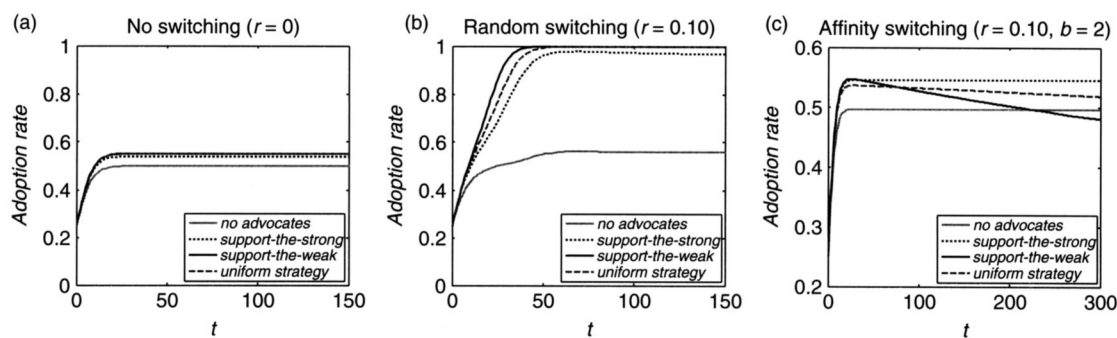 (a) No switching (r = 0)
Adoption rate
1
0.8
0.6
0.4
0.2
0
no advocates
support-the-strong
support-the-weak
uniform strategy
0 50 100 150
t
(b) Random switching (r = 0.10)
Adoption rate
1
0.8
0.6
0.4
0.2
0
no advocates
support-the-strong
support-the-weak
uniform strategy
0 50 100 150
t
(c) Affinity switching (r = 0.10, b = 2)
Adoption rate
0.6
0.5
0.4
0.3
0.2
no advocates
support-the-strong
support-the-weak
uniform strategy
0 100 200 300
t